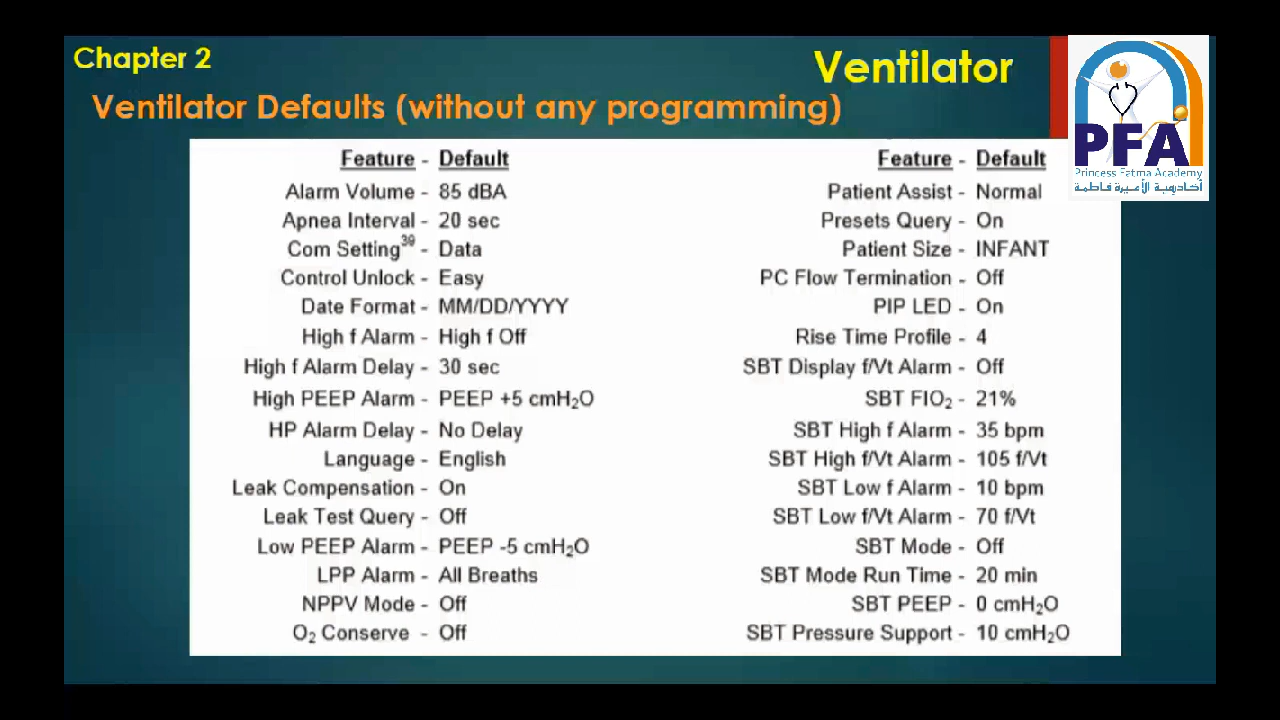 Chapter 2
Ventilator
Ventilator Defaults (without any programming)
PFA
Princess Fatma Academy
أكاديمية الأميرة فاطمة
Feature - Default
Alarm Volume - 85 dBA
Apnea Interval - 20 sec
Com Setting39 - Data
Control Unlock - Easy
Date Format - MM/DD/YYYY
High f Alarm - High f Off
High f Alarm Delay - 30 sec
High PEEP Alarm - PEEP +5 cmH2O
HP Alarm Delay - No Delay
Language - English
Leak Compensation - On
Leak Test Query - Off
Low PEEP Alarm - PEEP -5 cmH2O
LPP Alarm - All Breaths
NPPV Mode - Off
O2 Conserve - Off
Feature - Default
Patient Assist - Normal
Presets Query - On
Patient Size - INFANT
PC Flow Termination - Off
PIP LED - On
Rise Time Profile - 4
SBT Display f/Vt Alarm - Off
SBT FIO2 - 21%
SBT High f Alarm - 35 bpm
SBT High f/Vt Alarm - 105 f/Vt
SBT Low f Alarm - 10 bpm
SBT Low f/Vt Alarm - 70 f/Vt
SBT Mode - Off
SBT Mode Run Time - 20 min
SBT PEEP - 0 cmH2O
SBT Pressure Support - 10 cmH2O